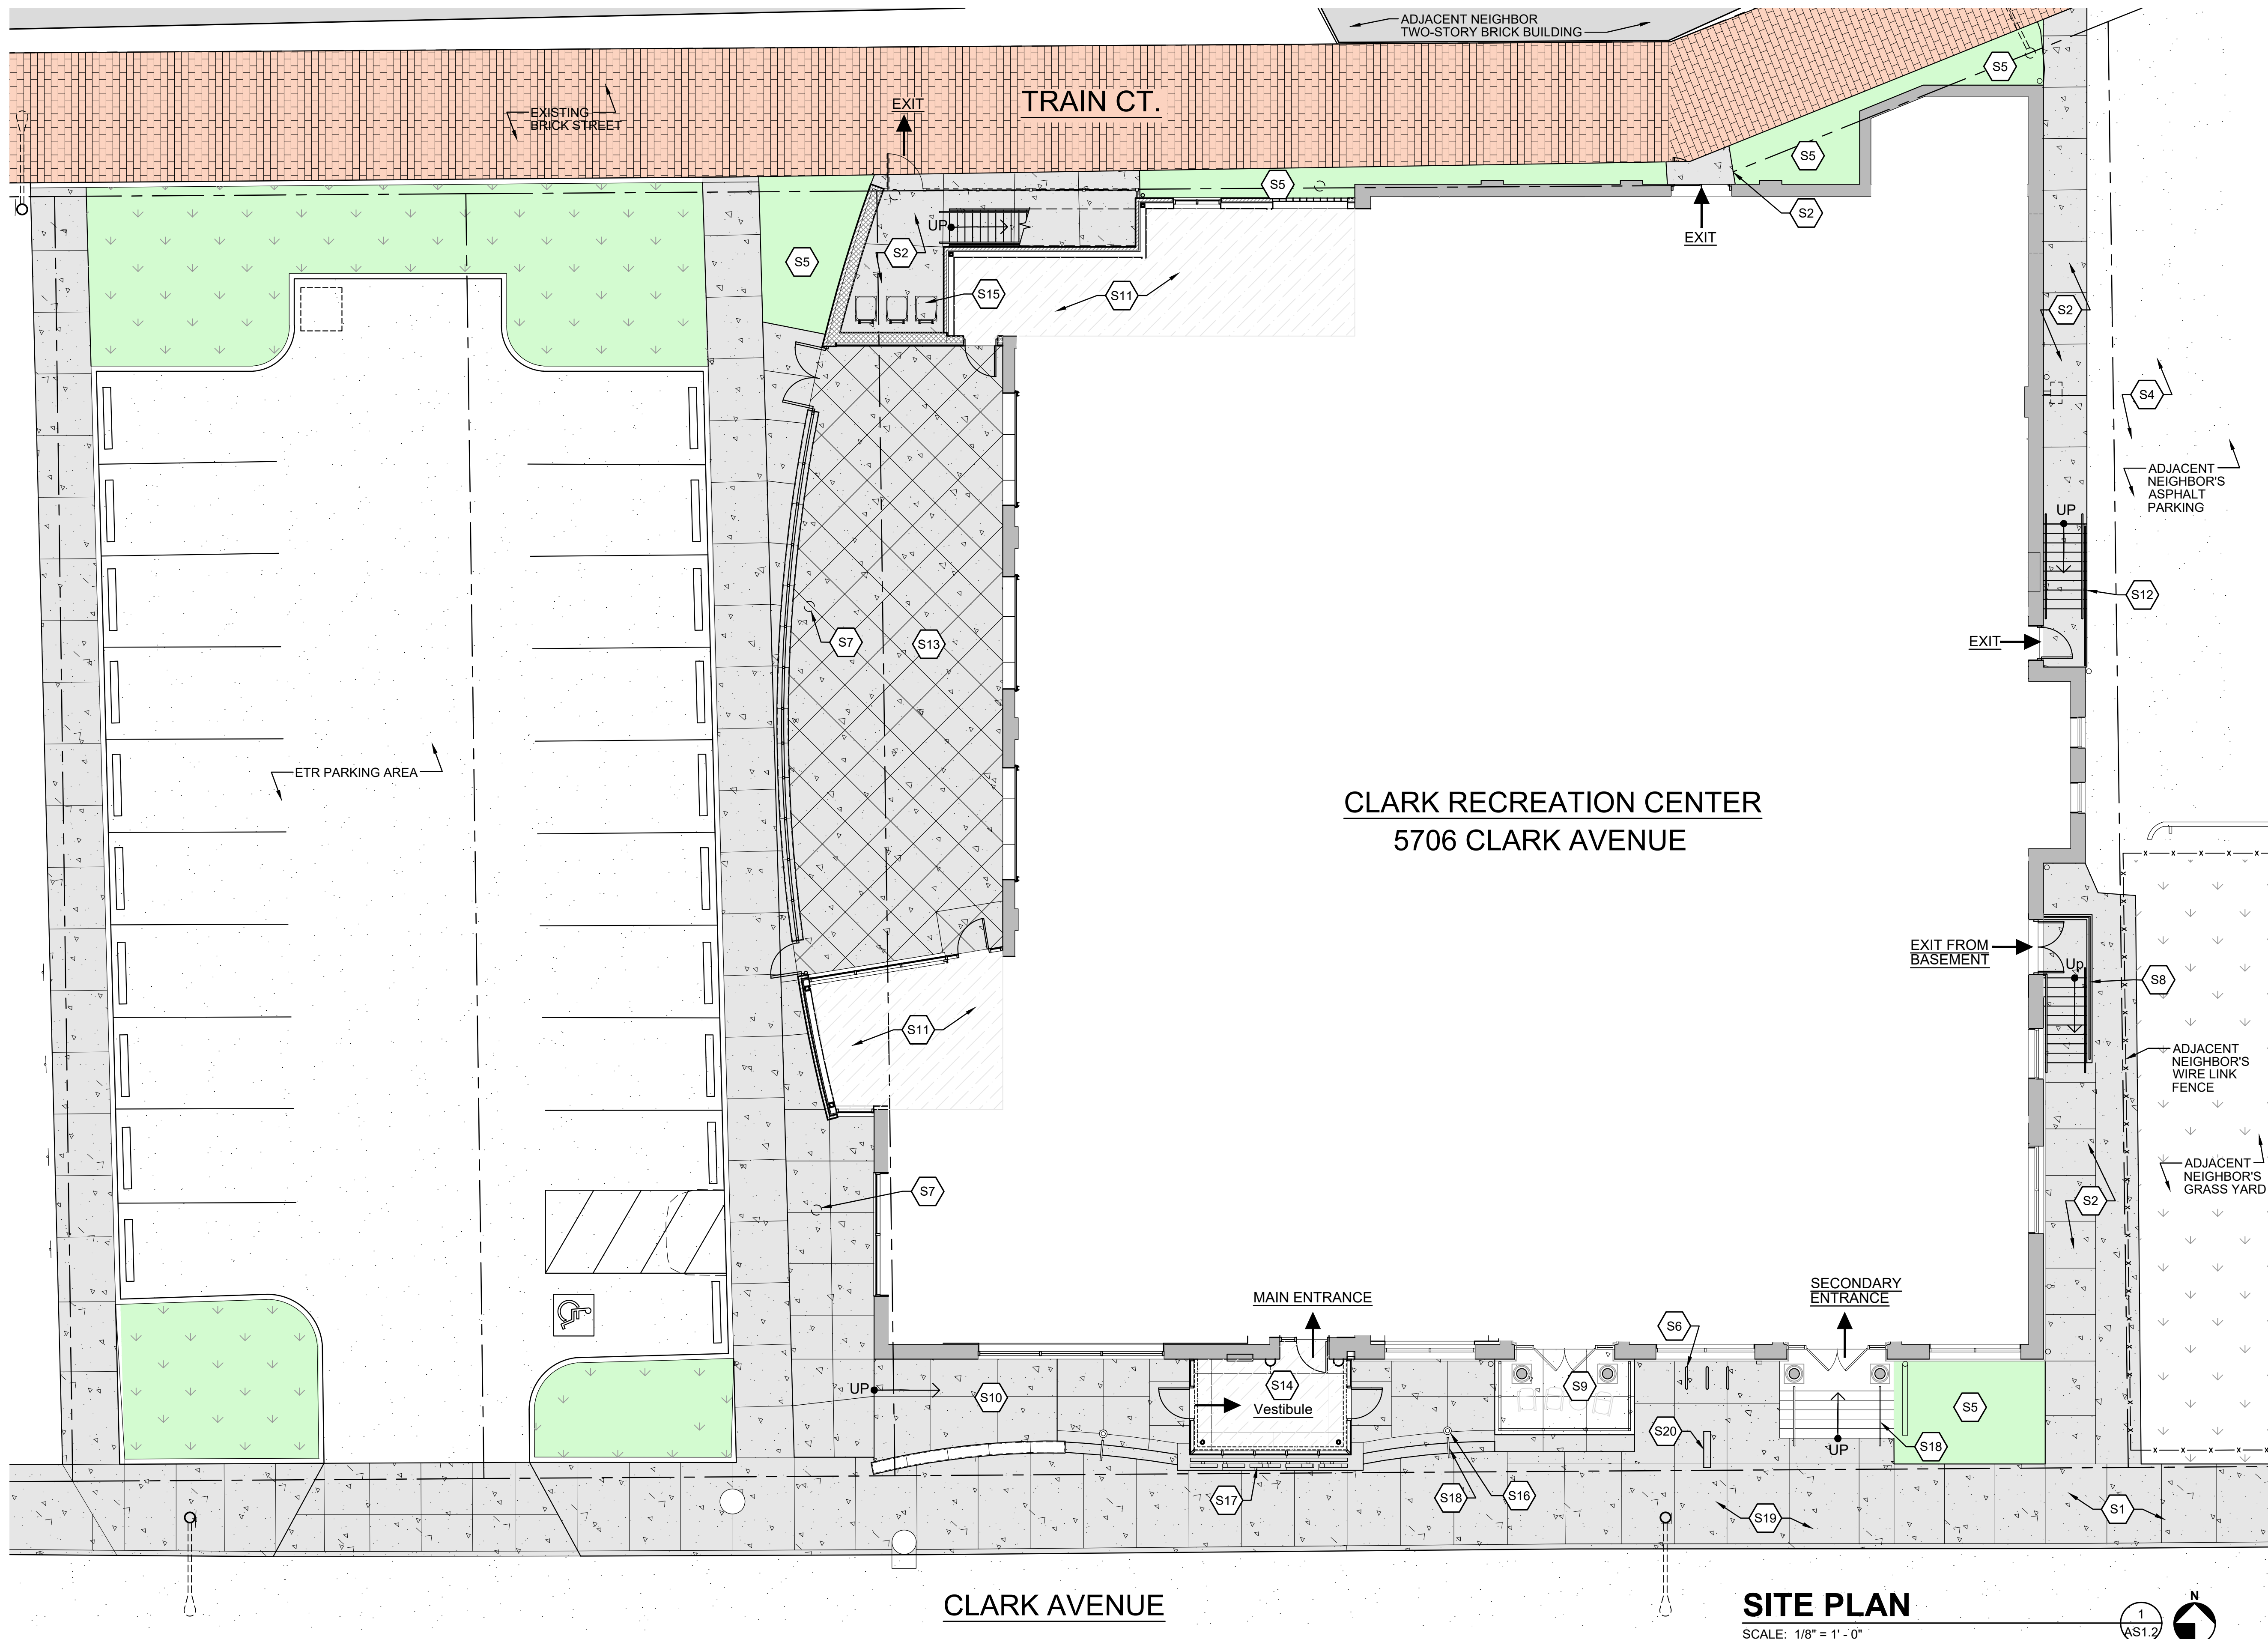 ADJACENT NEIGHBOR
TWO-STORY BRICK BUILDING
S5
EXISTING
BRICK STREET
EXIT
TRAIN CT.
S5
S5
S2
EXIT
UP
S2
S5
S15
S11
S2
S4
ADJACENT
NEIGHBOR'S
ASPHALT
PARKING
UP
S12
EXIT
S7
S13
ETR PARKING AREA
CLARK RECREATION CENTER
5706 CLARK AVENUE
EXIT FROM
BASEMENT
Up
S8
S11
ADJACENT
NEIGHBOR'S
WIRE LINK
FENCE
ADJACENT
NEIGHBOR'S
GRASS YARD
S7
S2
MAIN ENTRANCE
SECONDARY
ENTRANCE
S6
UP
S10
S14
Vestibule
S9
S5
S20
UP
S18
S17
S18
S16
S19
S1
CLARK AVENUE
SITE PLAN
SCALE: 1/8" = 1' - 0"
1
AS1.2
N
x x x x x
x x x x x